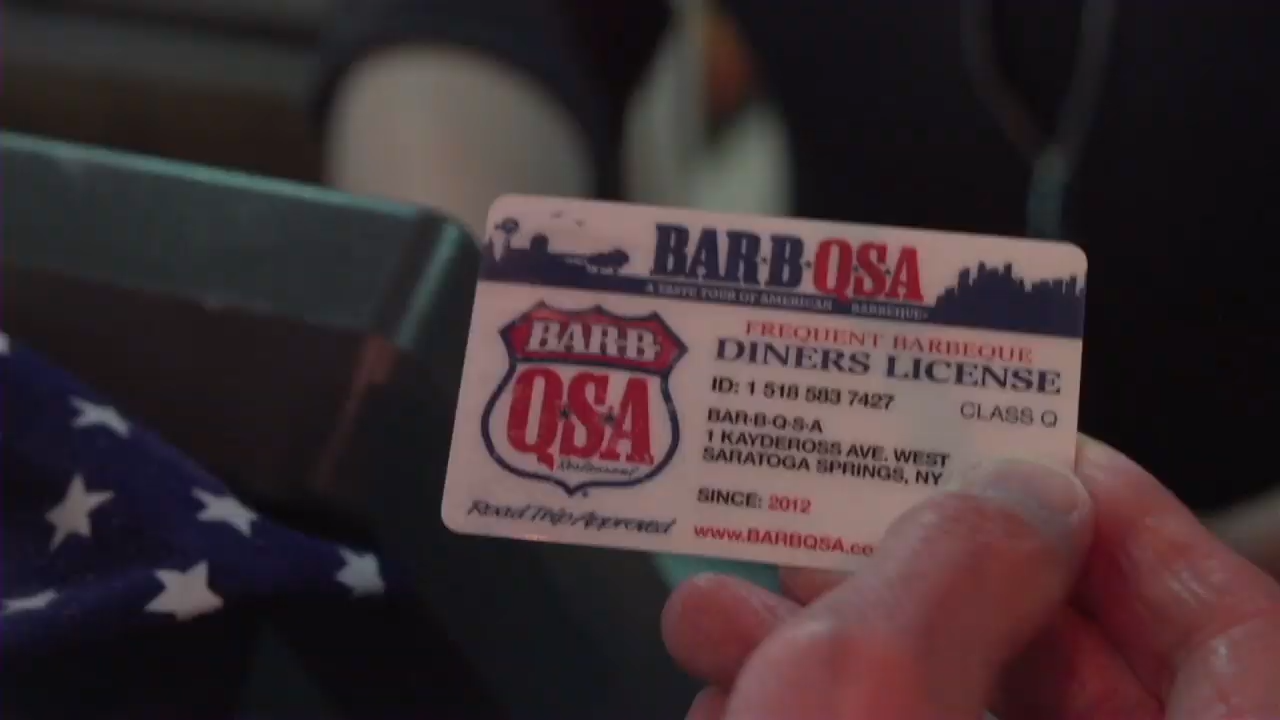 BAR·B·QSA
A TASTE TOUR OF AMERICAN BARBEQUE
BAR·B·
QSA
Restaurant
Road Trip Approved
FREQUENT BARBEQUE
DINERS LICENSE
ID: 1 518 583 7427
CLASS Q
BAR·B·Q·S·A
1 KAYDEROSS AVE. WEST
SARATOGA SPRINGS, NY
SINCE: 2012
www.BARBQSA.co